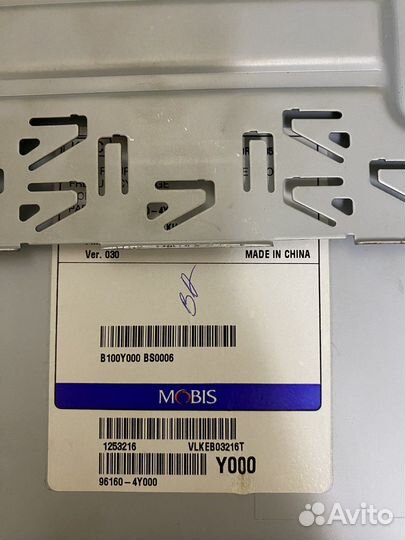 Ver. 030 MADE IN CHINA
B100Y000 BS0006
MOBIS
1253216 VLKEB03216T
Y000
96160-4Y000
Avito